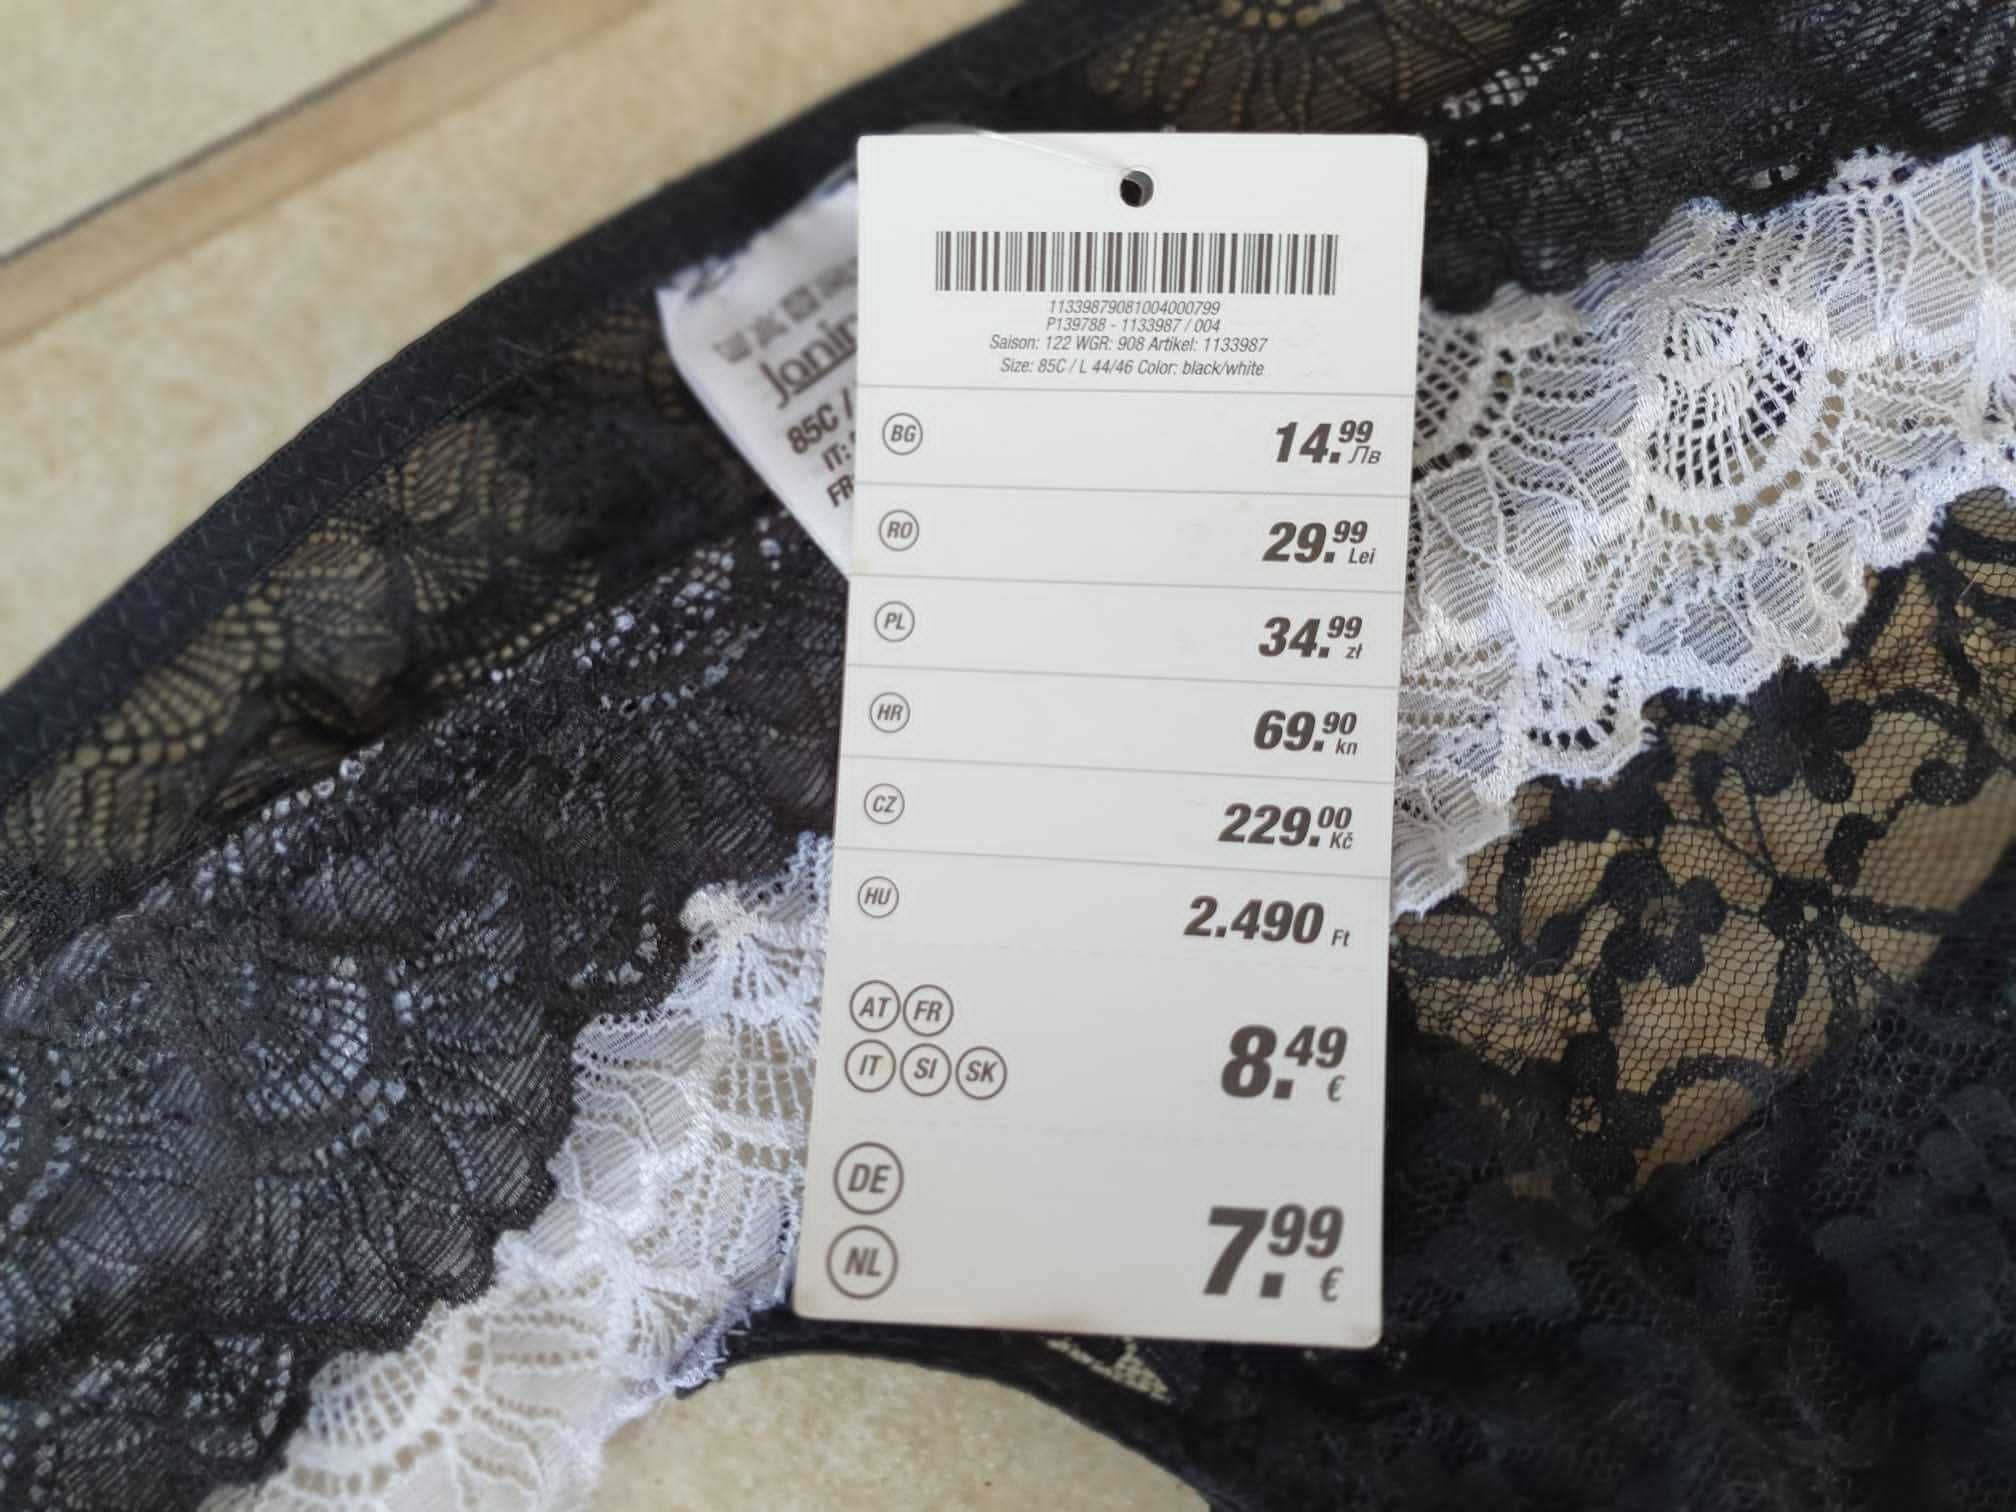 11339879081004000799
P139788 - 1133987 / 004
Saison: 122 WGR: 908 Artikel: 1133987
Size: 85C / L 44/46 Color: black/white
BG 14.99 Лв
RO 29.99 Lei
PL 34.99 zł
HR 69.90 kn
CZ 229.00 Kč
HU 2.490 Ft
AT FR
IT SI SK 8.49 €
DE
NL 7.99 €
85C /
IT:
FR